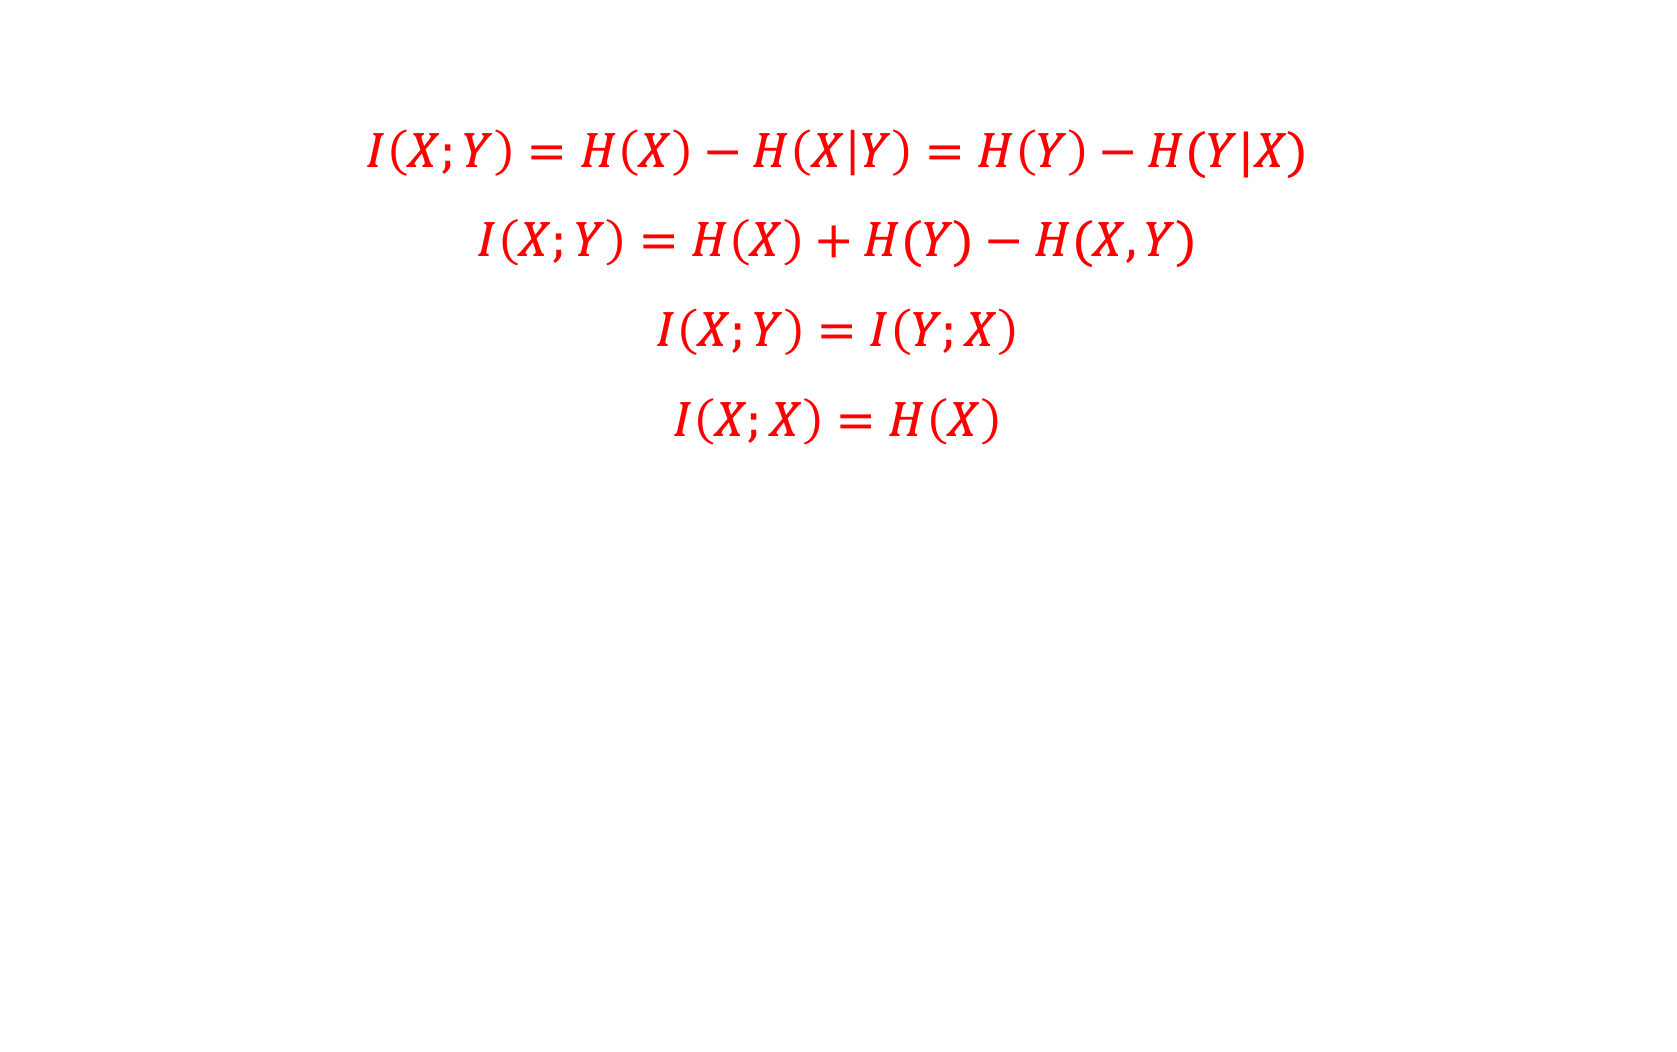 I(X;Y) = H(X) − H(X|Y) = H(Y) − H(Y|X)
I(X;Y) = H(X) + H(Y) − H(X,Y)
I(X;Y) = I(Y;X)
I(X;X) = H(X)